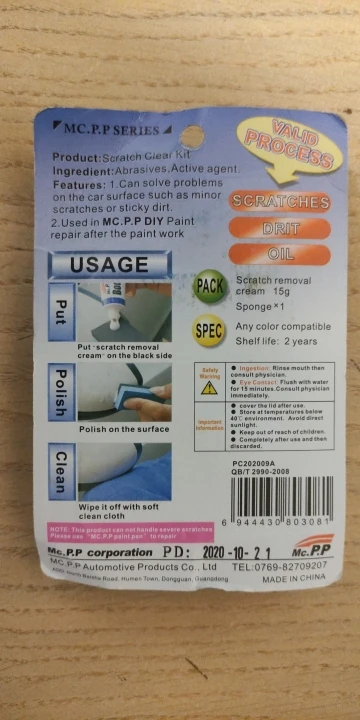 MC.P.P SERIES
VALID
PROCESS
Product:Scratch Clear Kit
Ingredient:Abrasives,Active agent.
Features: 1.Can solve problems
on the car surface such as minor
scratches or sticky dirt.
2.Used in MC.P.P DIY Paint
repair after the paint work
SCRATCHES
DRIT
OIL
USAGE
Put
Put "scratch removal
cream" on the black side
Polish
Polish on the surface
Clean
Wipe it off with soft
clean cloth
PACK
Scratch removal
cream 15g
Sponge×1
SPEC
Any color compatible
Shelf life: 2 years
Safety
Warning
● Ingestion: Rinse mouth then
consult physician.
● Eye Contact: Flush with water
for 15 minutes.Consult physician
immediately.
Important
Information
● cover the lid after use.
● Store at temperatures below
40℃ environment. Avoid direct
sunlight.
● Keep out of reach of children.
● Completely after use and then
discarded.
PC202009A
QB/T 2990-2008
6 944430 803081
NOTE: This product can not handle severe scratches
Please use "MC.P.P paint pen" to repair
Mc.P.P corporation PD: 2020-10-21
Mc.P.P
MC.P.P Automotive Products Co., Ltd TEL:0769-82709207
Road, Humen Town, Dongguan, Guangdong
MADE IN CHINA